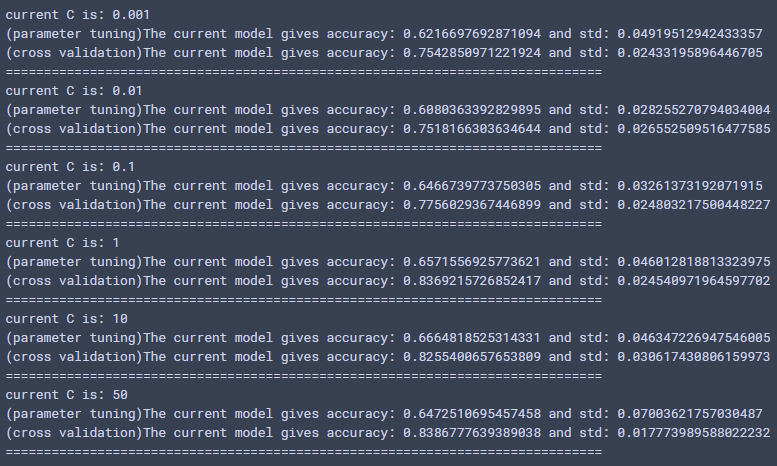 current C is: 0.001
(parameter tuning)The current model gives accuracy: 0.6216697692871094 and std: 0.04919512942433357
(cross validation)The current model gives accuracy: 0.7542850971221924 and std: 0.02433195896446705
===============================================================================
current C is: 0.01
(parameter tuning)The current model gives accuracy: 0.6080363392829895 and std: 0.028255270794034004
(cross validation)The current model gives accuracy: 0.7518166303634644 and std: 0.026552509516477585
===============================================================================
current C is: 0.1
(parameter tuning)The current model gives accuracy: 0.6466739773750305 and std: 0.03261373192071915
(cross validation)The current model gives accuracy: 0.7756029367446899 and std: 0.024803217500448227
===============================================================================
current C is: 1
(parameter tuning)The current model gives accuracy: 0.6571556925773621 and std: 0.046012818813323975
(cross validation)The current model gives accuracy: 0.8369215726852417 and std: 0.024540971964597702
===============================================================================
current C is: 10
(parameter tuning)The current model gives accuracy: 0.6664818525314331 and std: 0.046347226947546005
(cross validation)The current model gives accuracy: 0.8255400657653809 and std: 0.030617430806159973
===============================================================================
current C is: 50
(parameter tuning)The current model gives accuracy: 0.6472510695457458 and std: 0.07003621757030487
(cross validation)The current model gives accuracy: 0.8386777639389038 and std: 0.017773989588022232
===============================================================================